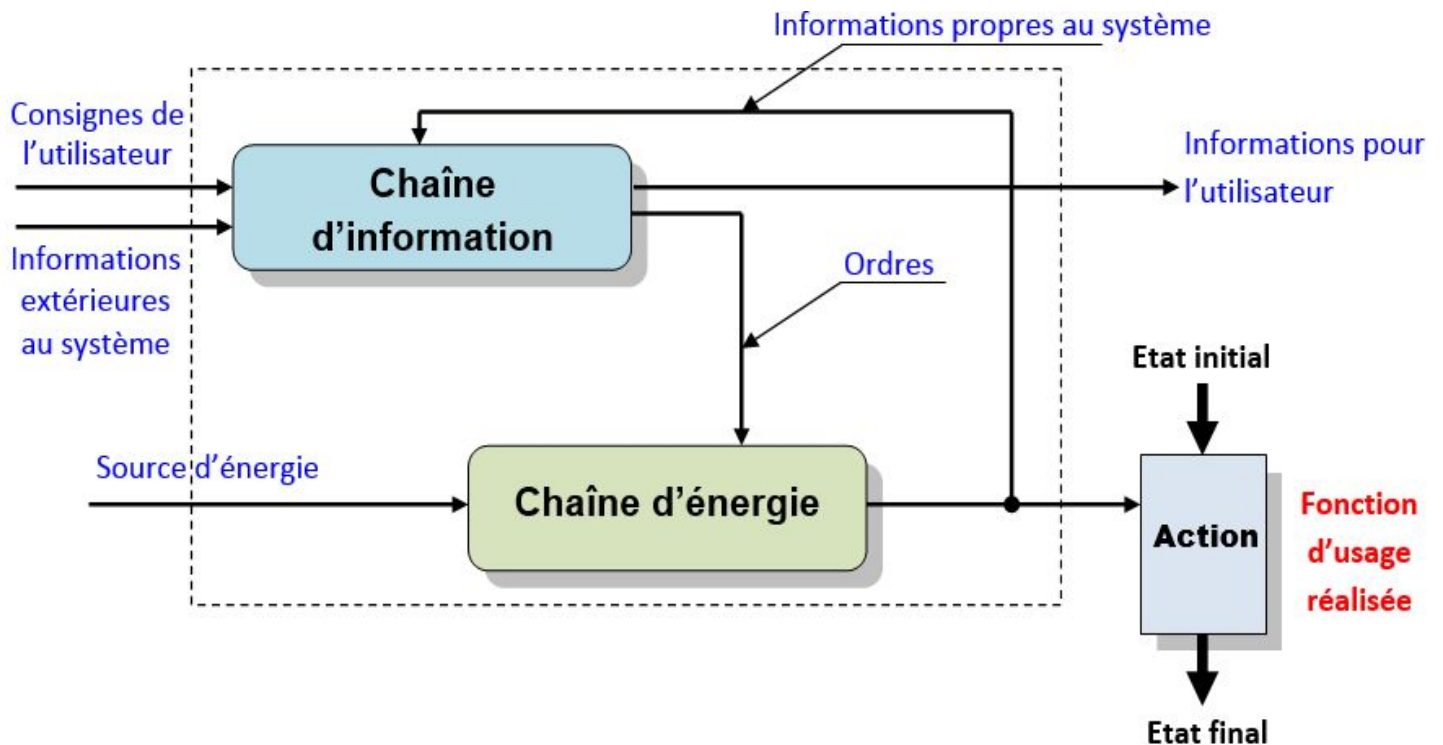 Informations propres au système
Consignes de
l'utilisateur
Informations pour
l'utilisateur
Chaîne
d'information
Informations
extérieures
au système
Ordres
Etat initial
Source d'énergie
Chaîne d'énergie
Action
Fonction
d'usage
réalisée
Etat final